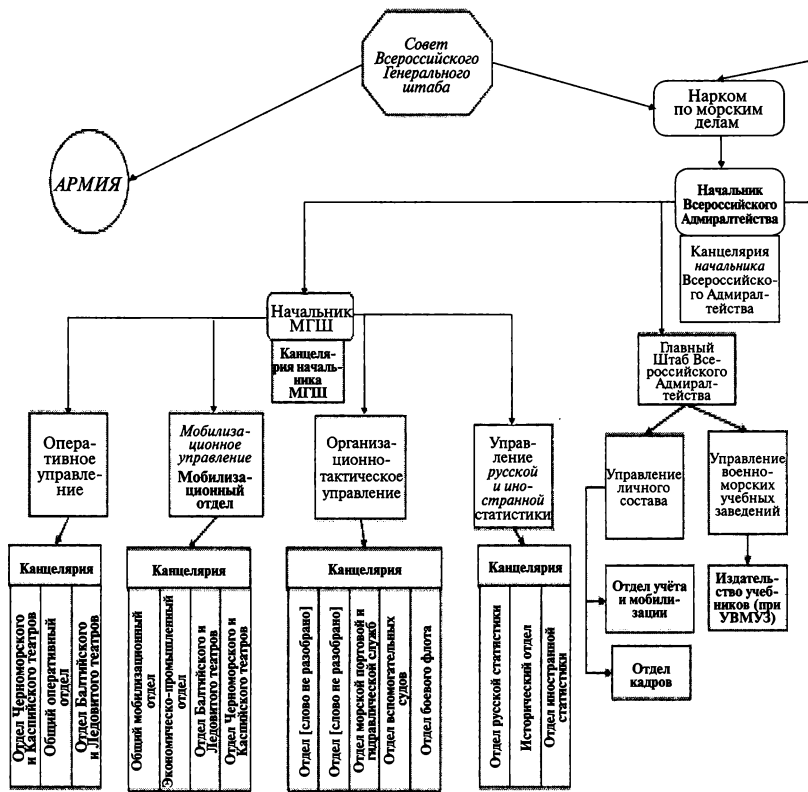 Совет
Всероссийского
Генерального
штаба
Нарком
по морским
делам
АРМИЯ
Начальник
Всероссийского
Адмиралтейства
Канцелярия
начальника
Всероссийско-
го Адмирал-
тейства
Начальник
МГШ
Канцеля-
рия началь-
ника
МГШ
Главный
Штаб Все-
российского
Адмирал-
тейства
Опера-
тивное
управле-
ние
Мобилиза-
ционное
управление
Мобилиза-
ционный
отдел
Организа-
ционно-
тактическое
управление
Управ-
ление
русской
и ино-
странной
статистики
Управление
личного
состава
Управление
военно-
морских
учебных
заведений
Канцелярия
Отдел Черноморского
и Каспийского театров
Общий оперативный
отдел
Отдел Балтийского
и Ледовитого театров
Канцелярия
Общий мобилизационный
отдел
Экономическо-промышленный
отдел
Отдел Балтийского и
Ледовитого театров
Отдел Черноморского и
Каспийского театров
Канцелярия
Отдел [слово не разобрано]
Отдел [слово не разобрано]
Отдел морской портовой и
гидравлической служб
Отдел вспомогательных
судов
Отдел боевого флота
Канцелярия
Отдел русской статистики
Исторический отдел
Отдел иностранной
статистики
Отдел учёта
и мобили-
зации
Отдел
кадров
Издатель-
ство учеб-
ников (при
УВМУЗ)